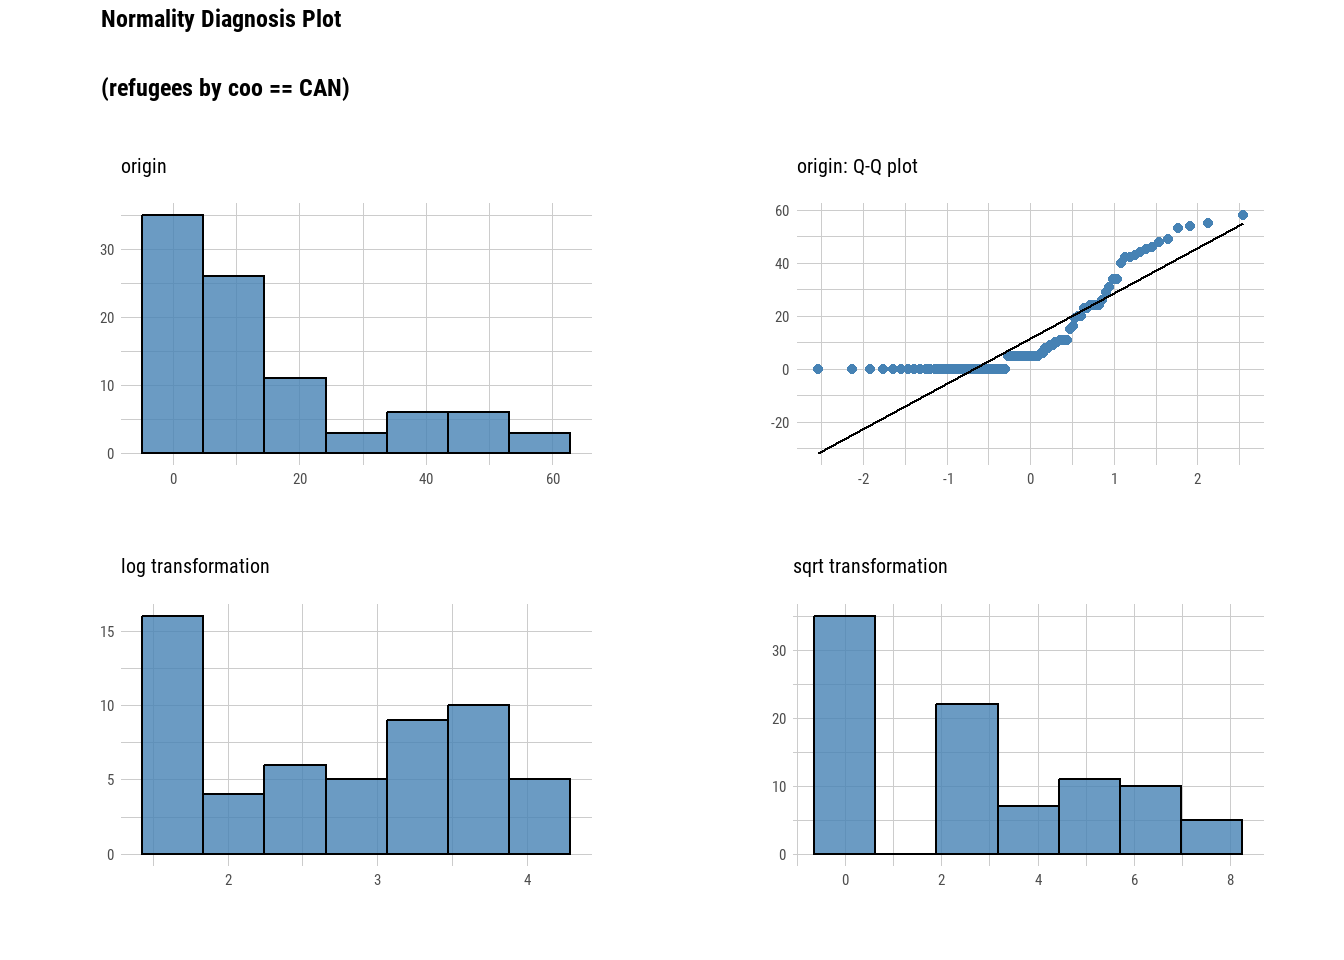 Normality Diagnosis Plot
(refugees by coo == CAN)
origin
30
20
10
0
0 20 40 60
origin: Q-Q plot
60
40
20
0
-20
-2 -1 0 1 2
log transformation
15
10
5
0
2 3 4
sqrt transformation
30
20
10
0
0 2 4 6 8